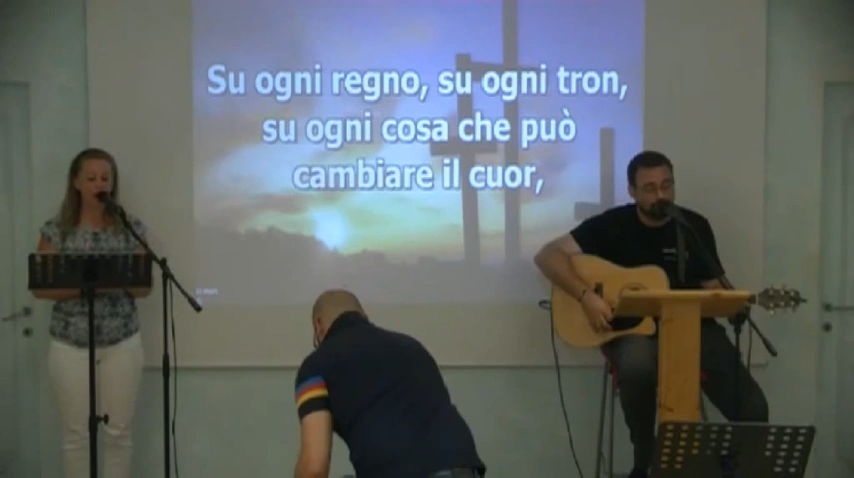 Su ogni regno, su ogni tron,
su ogni cosa che può
cambiare il cuor,